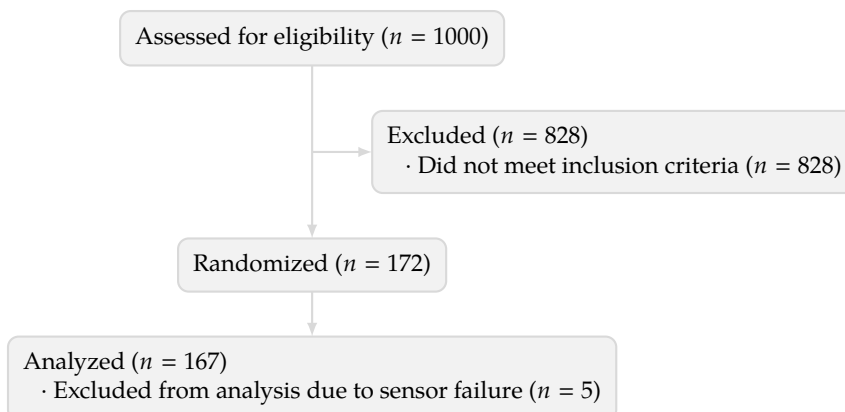 Assessed for eligibility (n = 1000)
Excluded (n = 828)
· Did not meet inclusion criteria (n = 828)
Randomized (n = 172)
Analyzed (n = 167)
· Excluded from analysis due to sensor failure (n = 5)